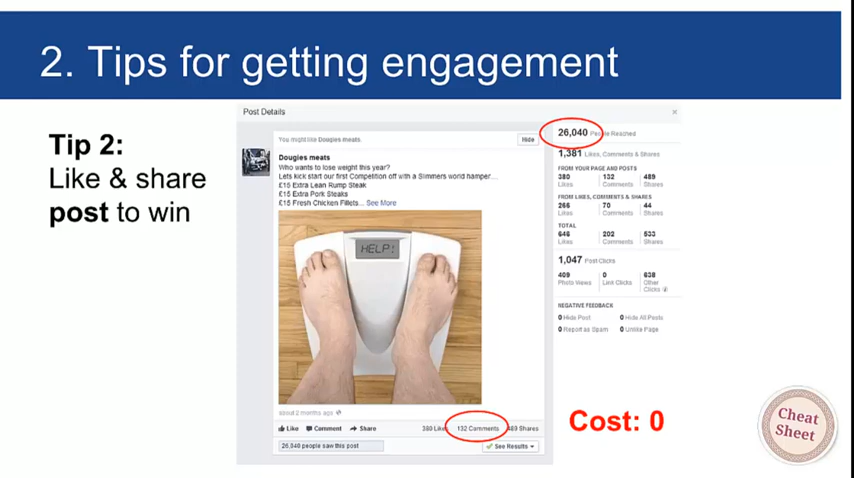 2. Tips for getting engagement
Tip 2:
Like & share
post to win
Post Details
×
You might like Dougies meats.
Hide
Dougies meats
Who wants to lose weight this year?
Lets kick start our first Competition off with a Slimmers world hamper...
£15 Extra Lean Rump Steak
£15 Extra Pork Steaks
£15 Fresh Chicken Fillets... See More
HELP!
about 2 months ago
Like Comment Share
380 Likes 132 Comments 489 Shares
26,040 people saw this post
See Results
26,040 People Reached
1,381 Likes, Comments & Shares
FROM YOUR PAGE AND POSTS
380 132 489
Likes Comments Shares
FROM LIKES, COMMENTS & SHARES
266 70 44
Likes Comments Shares
TOTAL
646 202 533
Likes Comments Shares
1,047 Post Clicks
409 0 638
Photo Views Link Clicks Other
Clicks
NEGATIVE FEEDBACK
0 Hide Post 0 Hide All Posts
0 Report as Spam 0 Unlike Page
Cost: 0
Cheat
Sheet